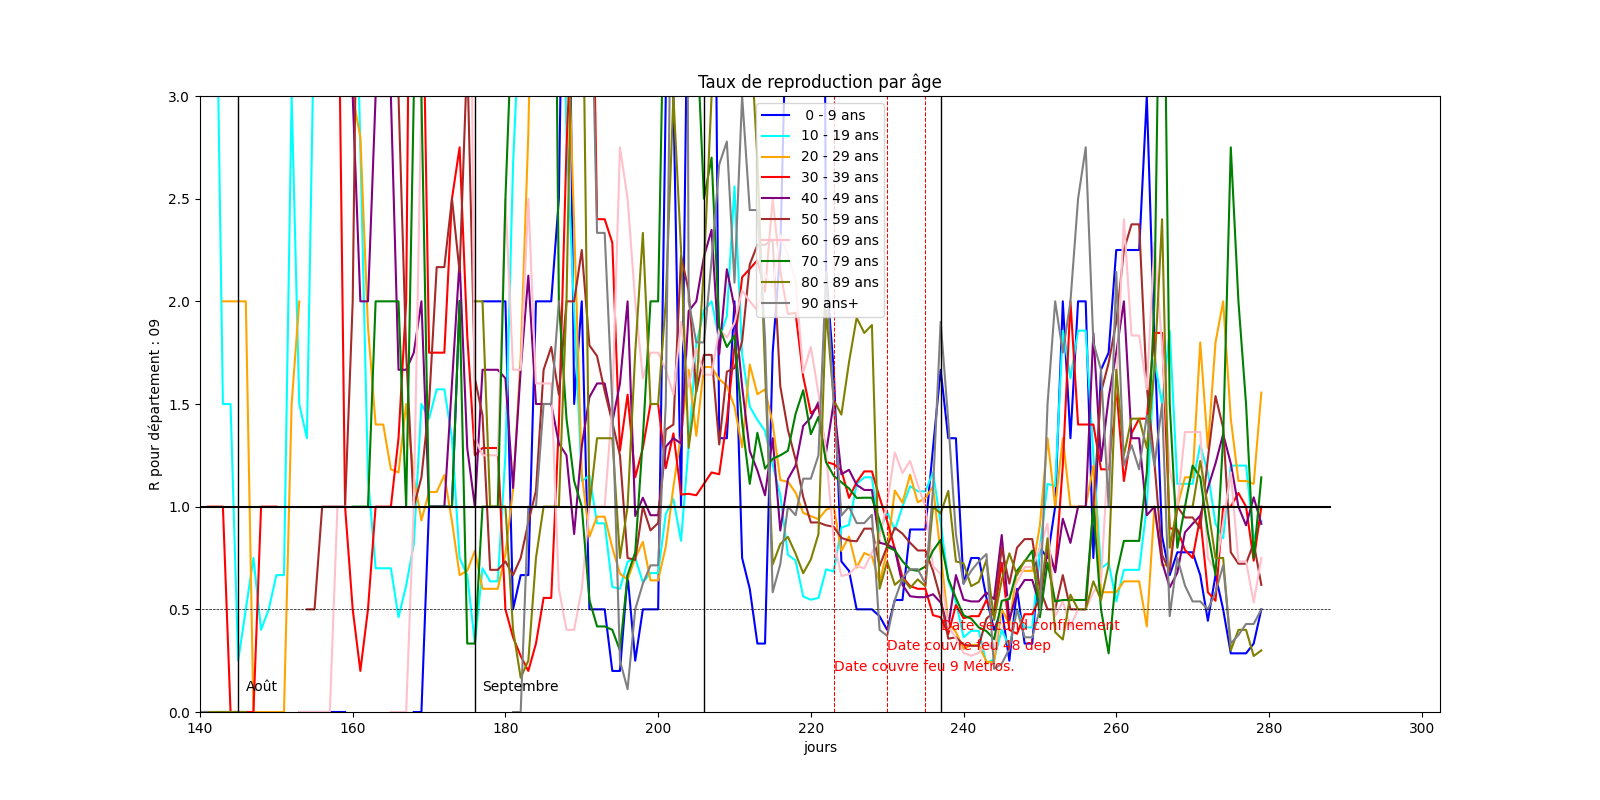 Taux de reproduction par âge
R pour département : 09
3.0
2.5
2.0
1.5
1.0
0.5
0.0
0 - 9 ans
10 - 19 ans
20 - 29 ans
30 - 39 ans
40 - 49 ans
50 - 59 ans
60 - 69 ans
70 - 79 ans
80 - 89 ans
90 ans+
Date second confinement
Date couvre feu 48 dep
Date couvre feu 9 Métros.
Août
Septembre
140 160 180 200 220 240 260 280 300
jours